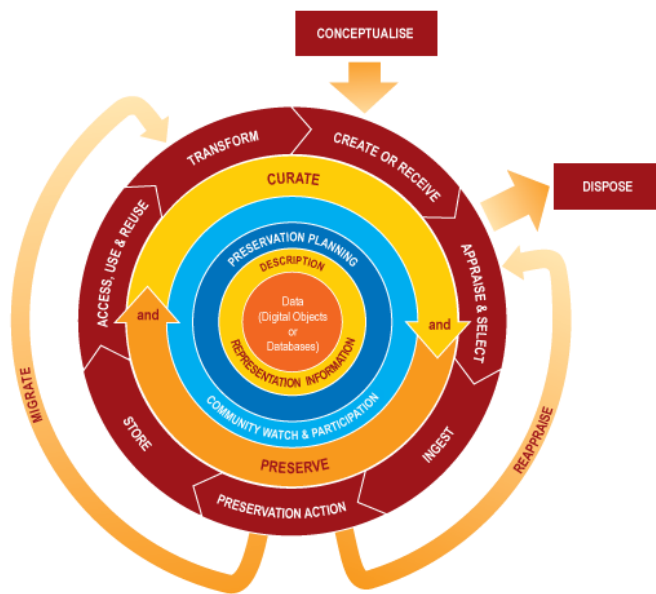 CONCEPTUALISE
CREATE OR RECEIVE
TRANSFORM
DISPOSE
CURATE
APPRAISE & SELECT
ACCESS, USE & REUSE
PRESERVATION PLANNING
DESCRIPTION
Data
(Digital Objects
or
Databases)
and
and
REPRESENTATION INFORMATION
COMMUNITY WATCH & PARTICIPATION
PRESERVE
MIGRATE
STORE
INGEST
REAPPRAISE
PRESERVATION ACTION